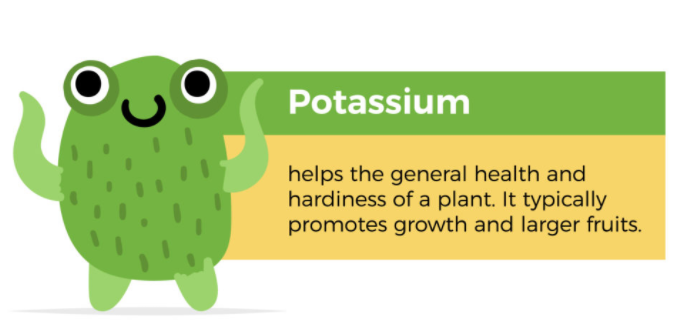 Potassium
helps the general health and
hardiness of a plant. It typically
promotes growth and larger fruits.